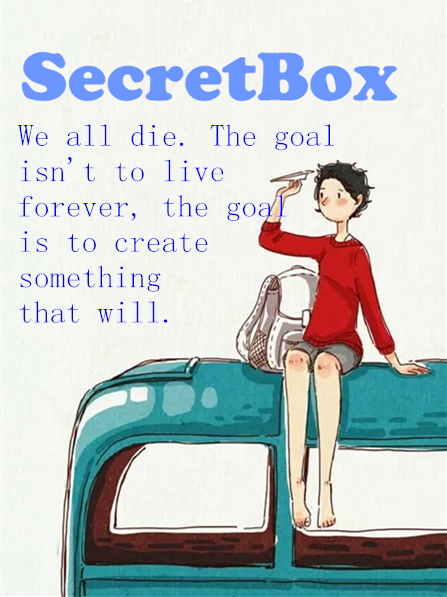 SecretBox
We all die. The goal
isn't to live
forever, the goal
is to create
something
that will.